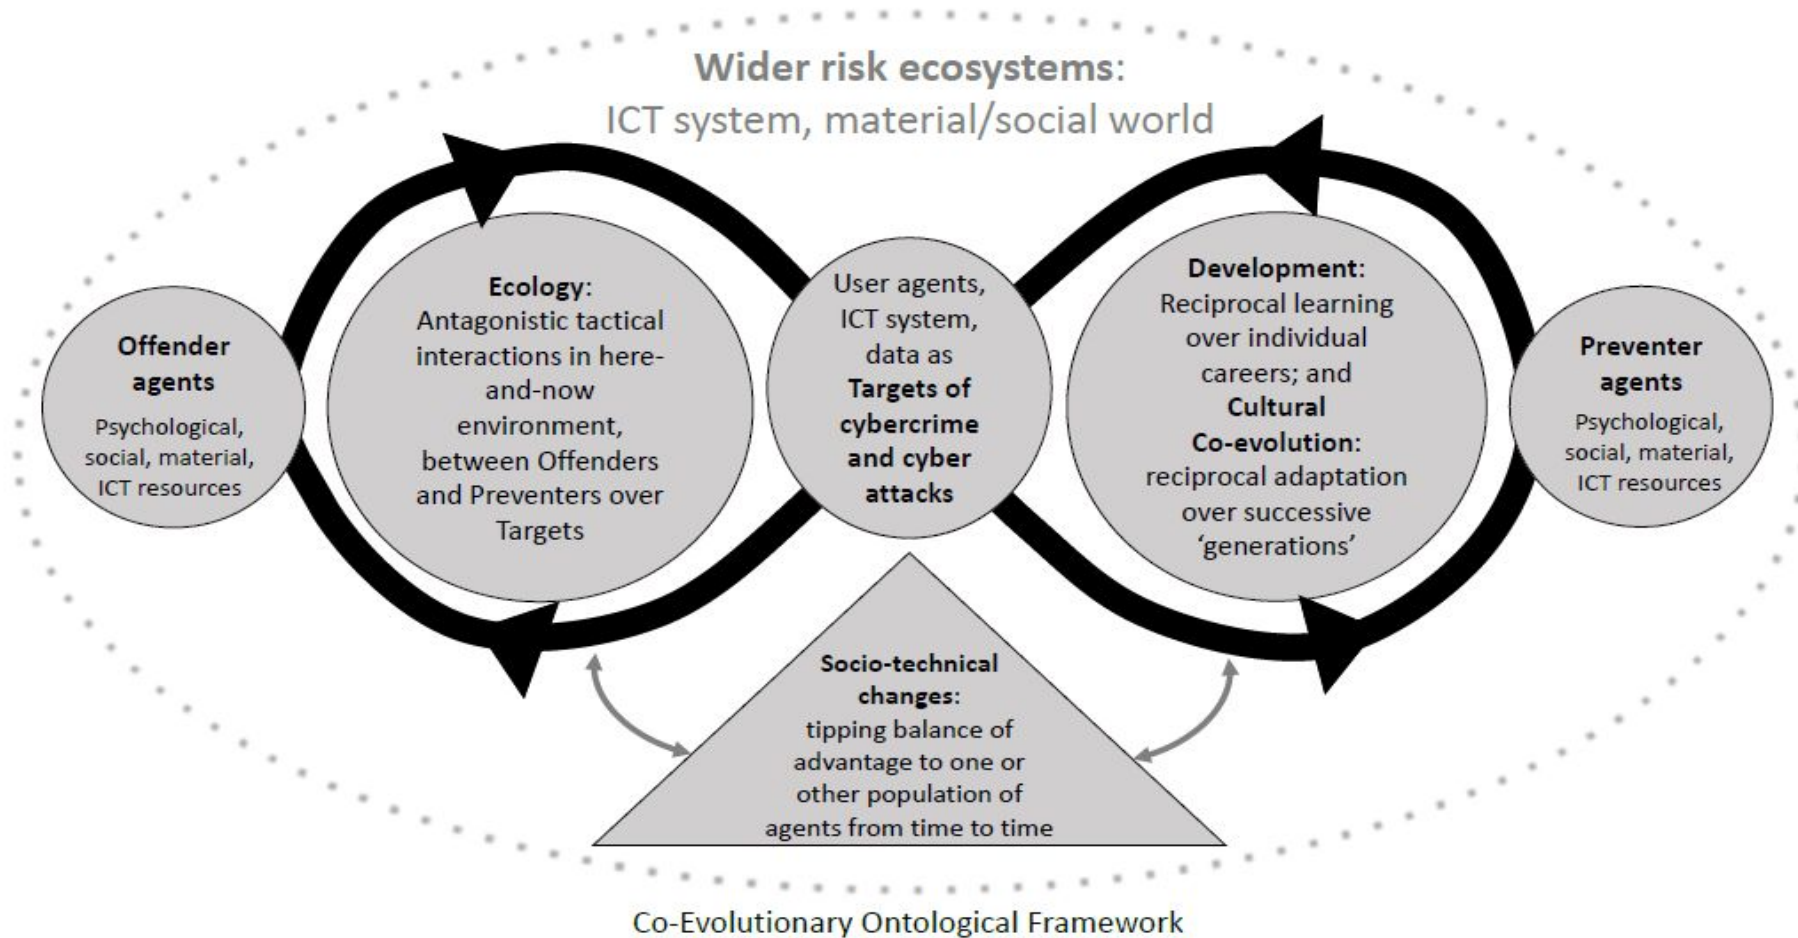 Wider risk ecosystems:
ICT system, material/social world
Offender
agents
Psychological,
social, material,
ICT resources
Ecology:
Antagonistic tactical
interactions in here-
and-now
environment,
between Offenders
and Preventers over
Targets
User agents,
ICT system,
data as
Targets of
cybercrime
and cyber
attacks
Development:
Reciprocal learning
over individual
careers; and
Cultural
Co-evolution:
reciprocal adaptation
over successive
‘generations’
Preventer
agents
Psychological,
social, material,
ICT resources
Socio-technical
changes:
tipping balance of
advantage to one or
other population of
agents from time to time
Co-Evolutionary Ontological Framework